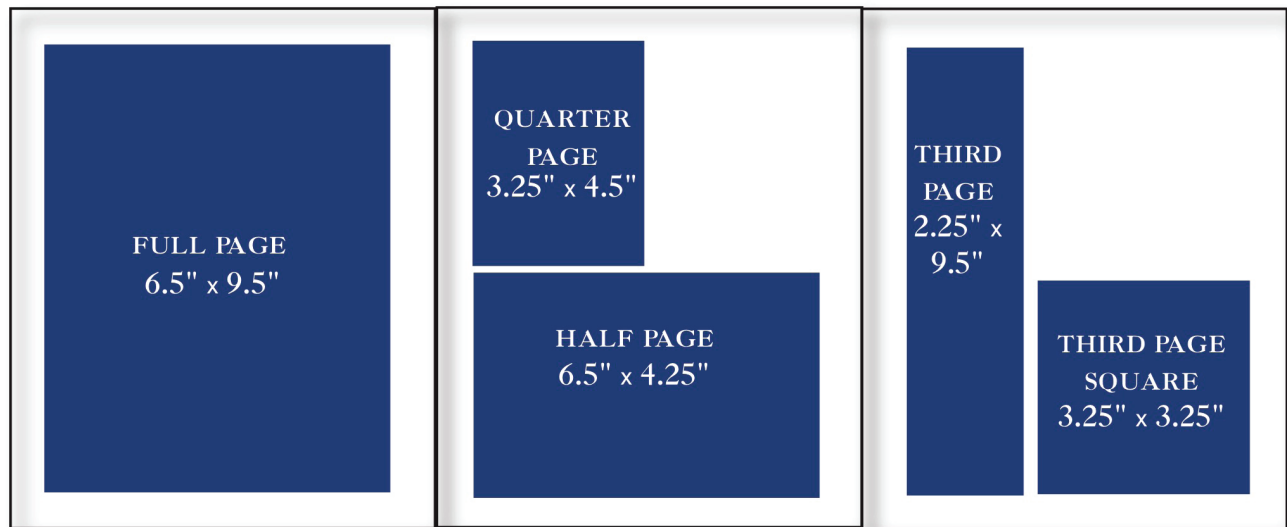 FULL PAGE
6.5" x 9.5"
QUARTER
PAGE
3.25" x 4.5"
HALF PAGE
6.5" x 4.25"
THIRD
PAGE
2.25" x
9.5"
THIRD PAGE
SQUARE
3.25" x 3.25"